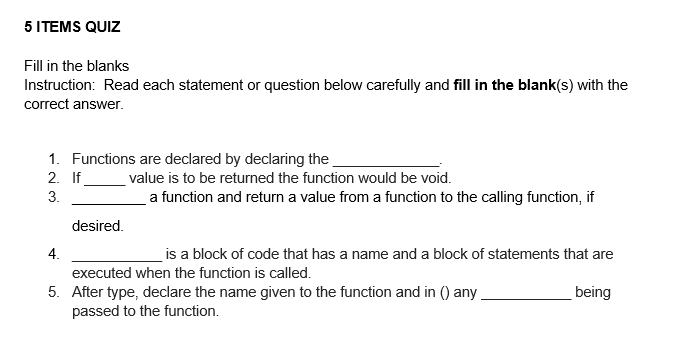 5 ITEMS QUIZ
Fill in the blanks
Instruction: Read each statement or question below carefully and fill in the blank(s) with the
correct answer.
1. Functions are declared by declaring the ______________.
2. If _____ value is to be returned the function would be void.
3. _________ a function and return a value from a function to the calling function, if
desired.
4. ___________ is a block of code that has a name and a block of statements that are
executed when the function is called.
5. After type, declare the name given to the function and in () any ___________ being
passed to the function.